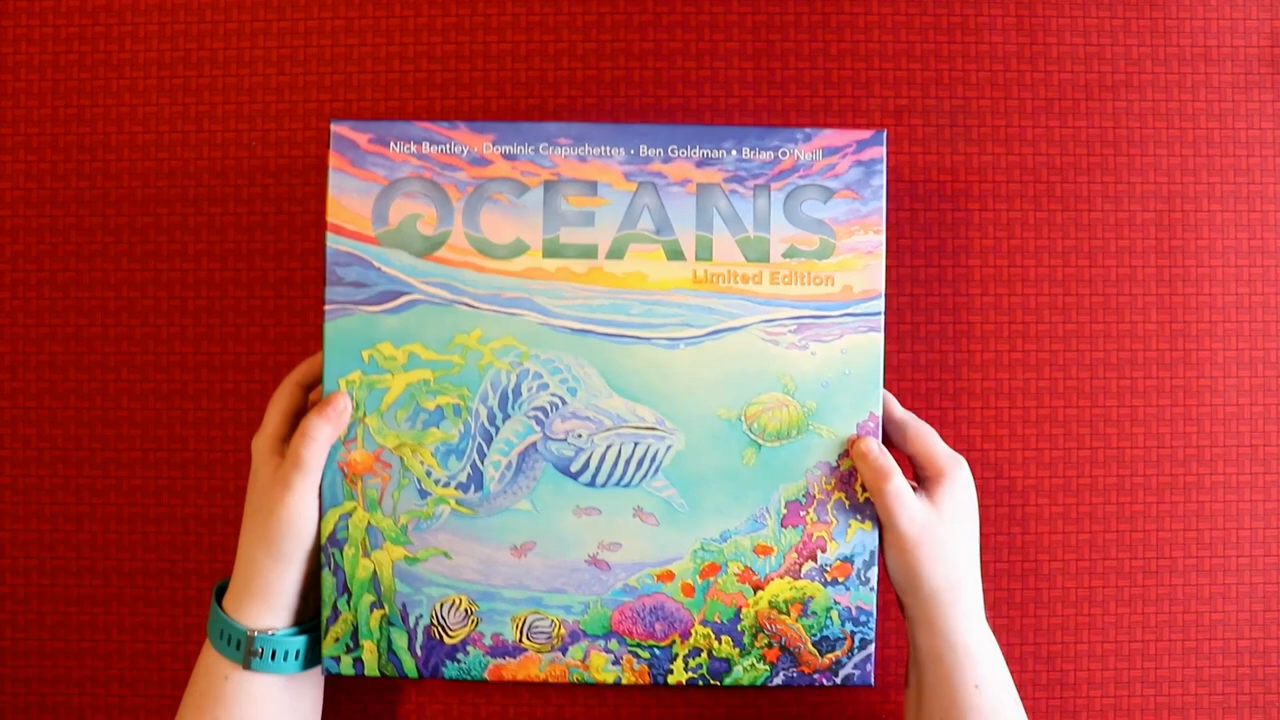 Nick Bentley • Dominic Crapuchettes • Ben Goldman • Brian O'Neill
OCEANS
Limited Edition